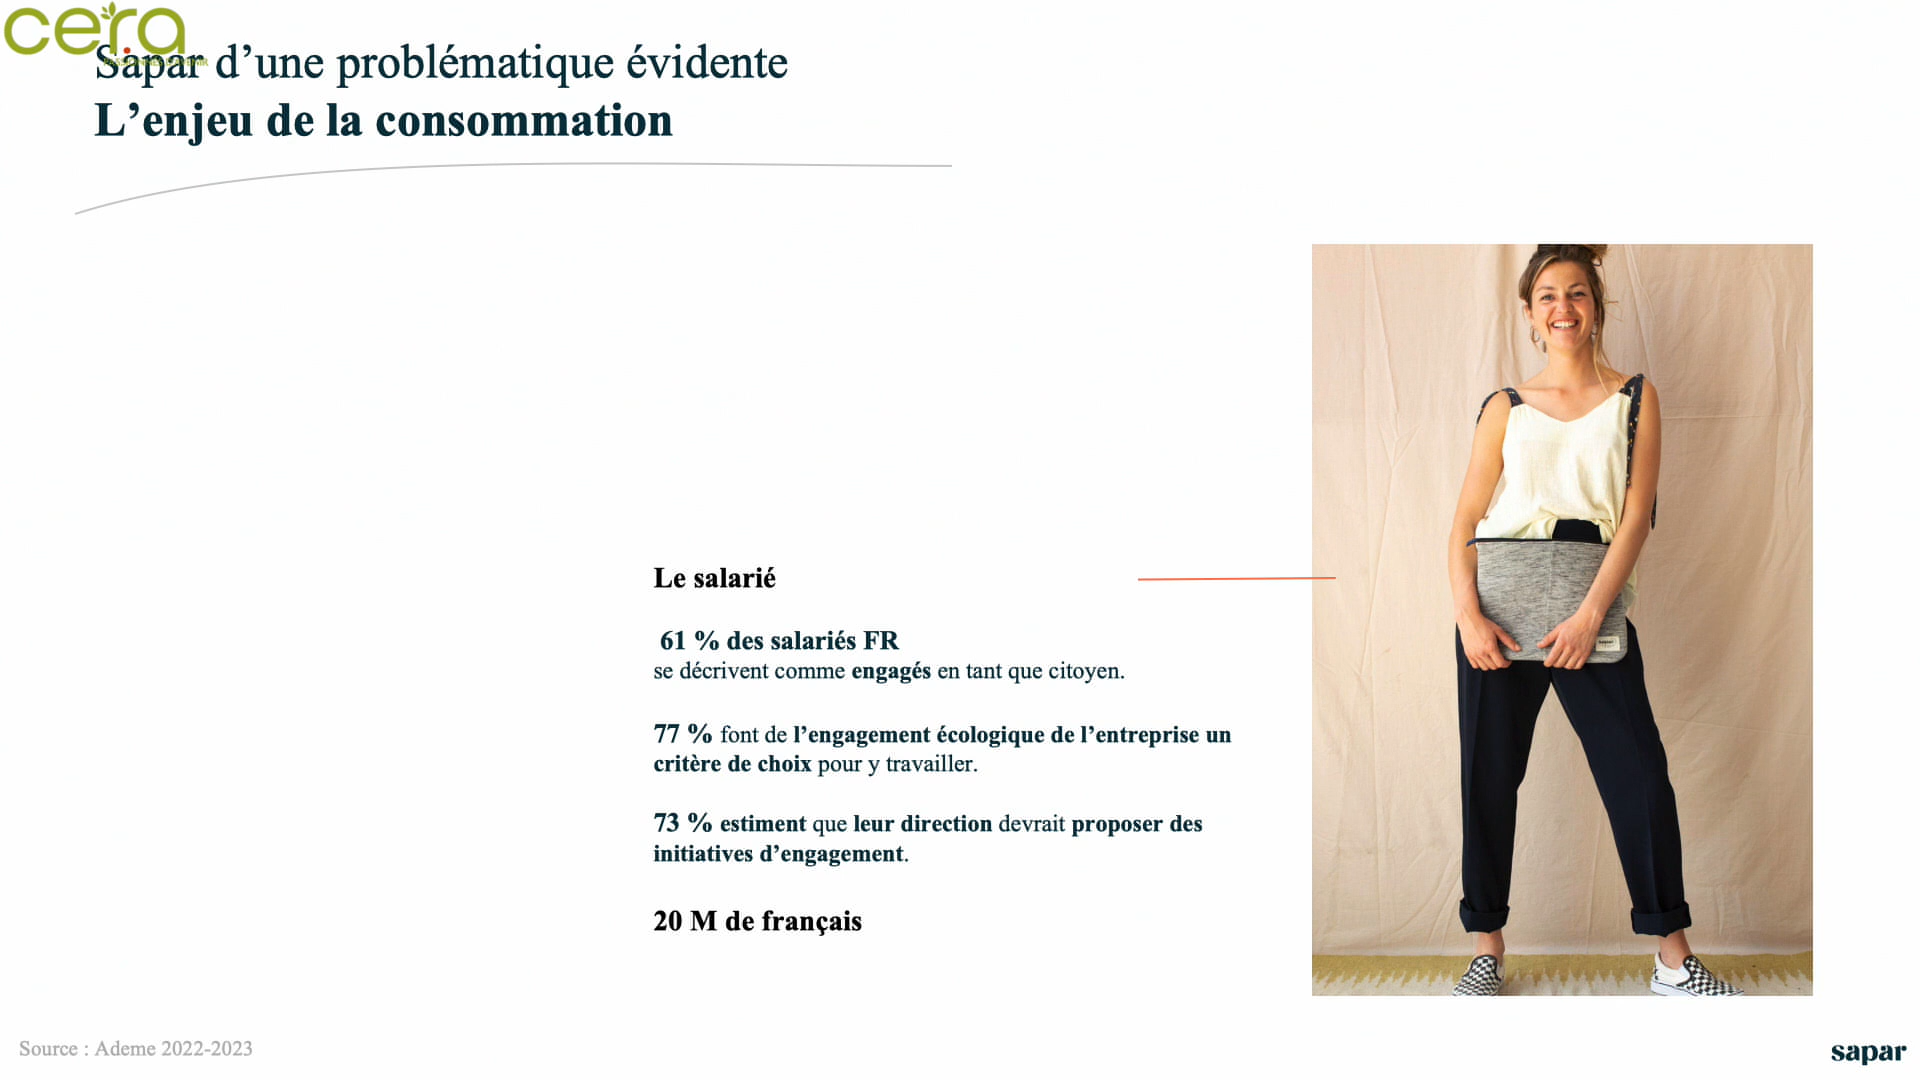 cera
Sapar d’une problématique évidente
L’enjeu de la consommation
Le salarié
61 % des salariés FR
se décrivent comme engagés en tant que citoyen.
77 % font de l’engagement écologique de l’entreprise un
critère de choix pour y travailler.
73 % estiment que leur direction devrait proposer des
initiatives d’engagement.
20 M de français
Source : Ademe 2022-2023
sapar